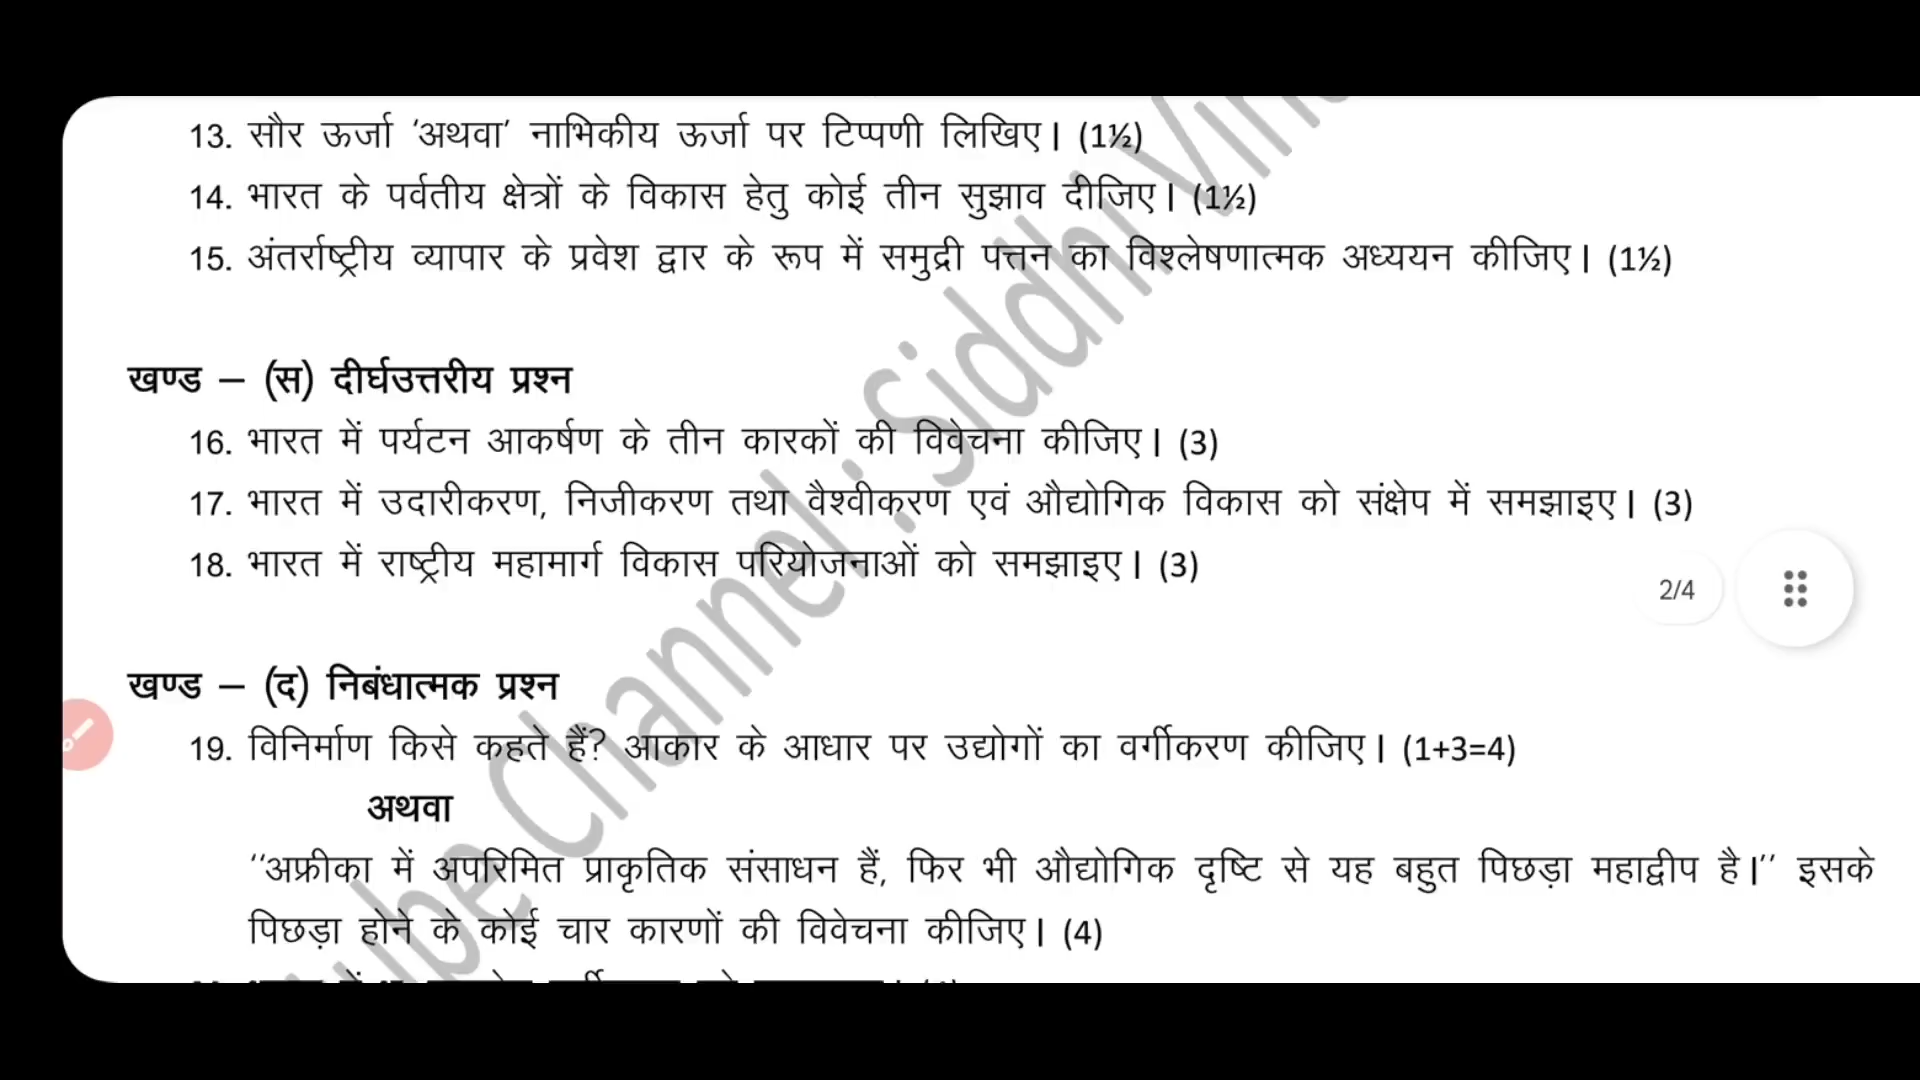 13. सौर ऊर्जा ‘अथवा’ नाभिकीय ऊर्जा पर टिप्पणी लिखिए। (1½)
14. भारत के पर्वतीय क्षेत्रों के विकास हेतु कोई तीन सुझाव दीजिए। (1½)
15. अंतर्राष्ट्रीय व्यापार के प्रवेश द्वार के रूप में समुद्री पत्तन का विश्लेषणात्मक अध्ययन कीजिए। (1½)
खण्ड – (स) दीर्घउत्तरीय प्रश्न
16. भारत में पर्यटन आकर्षण के तीन कारकों की विवेचना कीजिए। (3)
17. भारत में उदारीकरण, निजीकरण तथा वैश्वीकरण एवं औद्योगिक विकास को संक्षेप में समझाइए। (3)
18. भारत में राष्ट्रीय महामार्ग विकास परियोजनाओं को समझाइए। (3)
2/4
खण्ड – (द) निबंधात्मक प्रश्न
19. विनिर्माण किसे कहते हैं? आकार के आधार पर उद्योगों का वर्गीकरण कीजिए। (1+3=4)
अथवा
‘‘अफ्रीका में अपरिमित प्राकृतिक संसाधन हैं, फिर भी औद्योगिक दृष्टि से यह बहुत पिछड़ा महाद्वीप है।’’ इसके
पिछड़ा होने के कोई चार कारणों की विवेचना कीजिए। (4)
Channel : Siddhi